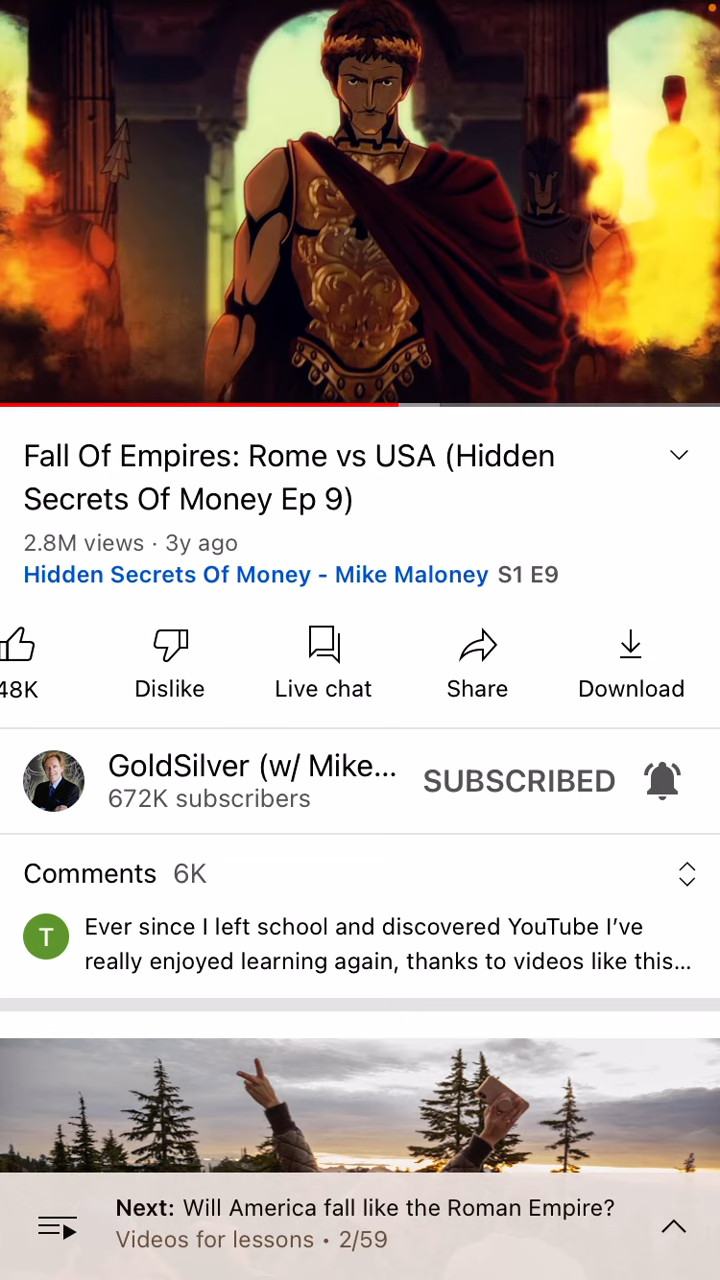 Fall Of Empires: Rome vs USA (Hidden
Secrets Of Money Ep 9)
2.8M views · 3y ago
Hidden Secrets Of Money - Mike Maloney S1 E9
48K
Dislike
Live chat
Share
Download
GoldSilver (w/ Mike...
672K subscribers
SUBSCRIBED
Comments 6K
T
Ever since I left school and discovered YouTube I’ve
really enjoyed learning again, thanks to videos like this...
Next: Will America fall like the Roman Empire?
Videos for lessons • 2/59